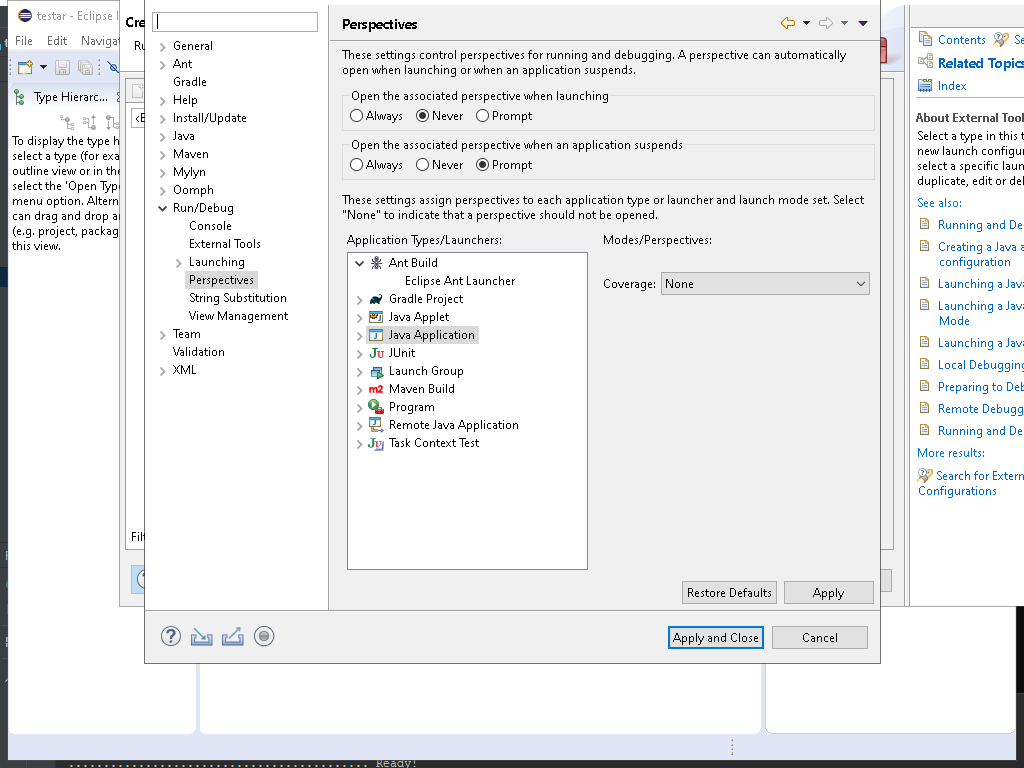 testar - Eclipse I
File
Edit
Naviga
Type Hierarc...
To display the type h
select a type (for exa
outline view or in the
select the 'Open Typ
menu option. Altern
can drag and drop a
(e.g. project, packag
this view.
Cre
Ru
Filt
General
Ant
Gradle
Help
Install/Update
Java
Maven
Mylyn
Oomph
Run/Debug
Console
External Tools
Launching
Perspectives
String Substitution
View Management
Team
Validation
XML
Perspectives
These settings control perspectives for running and debugging. A perspective can automatically
open when launching or when an application suspends.
Open the associated perspective when launching
Always
Never
Prompt
Open the associated perspective when an application suspends
Always
Never
Prompt
These settings assign perspectives to each application type or launcher and launch mode set. Select
"None" to indicate that a perspective should not be opened.
Application Types/Launchers:
Ant Build
Eclipse Ant Launcher
Gradle Project
Java Applet
Java Application
JUnit
Launch Group
Maven Build
Program
Remote Java Application
Task Context Test
Modes/Perspectives:
Coverage:
None
Restore Defaults
Apply
Apply and Close
Cancel
Contents
Se
Related Topics
Index
About External Tool
Select a type in this t
new launch configur
select a specific laun
duplicate, edit or del
See also:
Running and De
Creating a Java a
configuration
Launching a Java
Launching a Java
Mode
Launching a Java
Local Debugging
Preparing to Deb
Remote Debugg
Running and De
More results:
Search for Extern
Configurations
Ready!